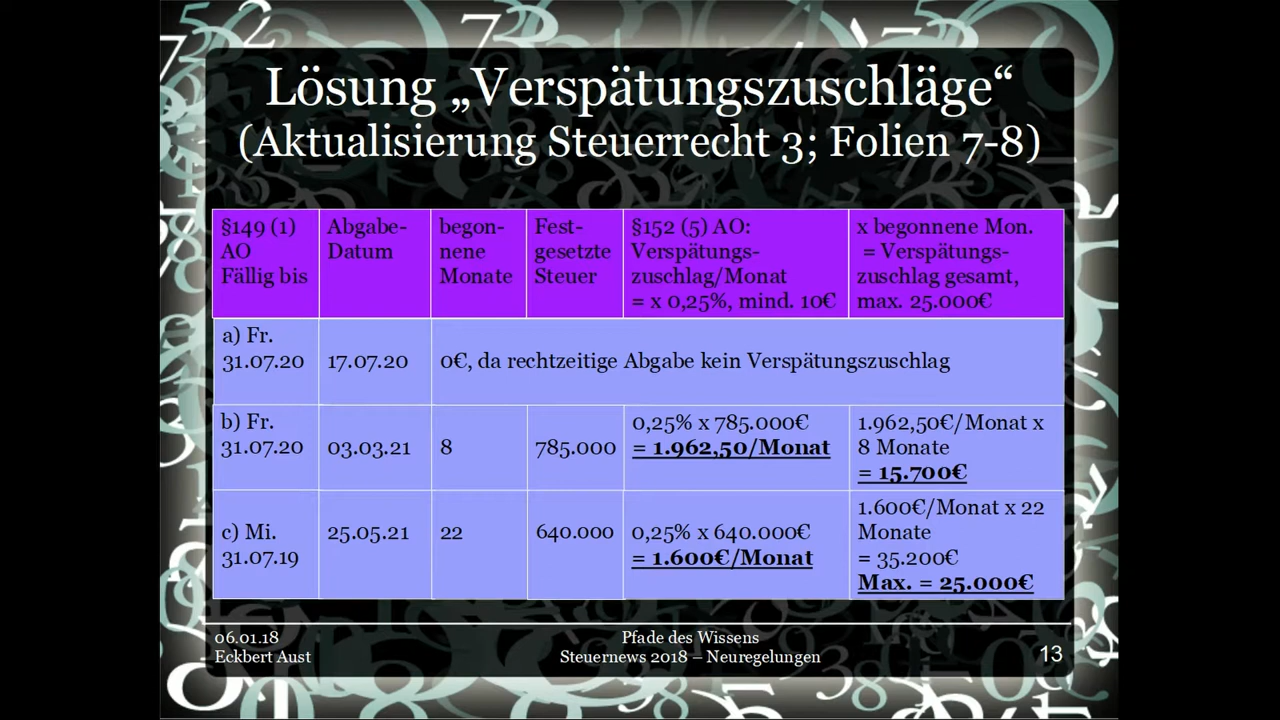 Lösung „Verspätungszuschläge“
(Aktualisierung Steuerrecht 3; Folien 7-8)
§149 (1)
AO
Fällig bis
Abgabe-
Datum
begon-
nene
Monate
Fest-
gesetzte
Steuer
§152 (5) AO:
Verspätungs-
zuschlag/Monat
= x 0,25%, mind. 10€
x begonnene Mon.
= Verspätungs-
zuschlag gesamt,
max. 25.000€
a) Fr.
31.07.20
17.07.20
0€, da rechtzeitige Abgabe kein Verspätungszuschlag
b) Fr.
31.07.20
03.03.21
8
785.000
0,25% x 785.000€
= 1.962,50/Monat
1.962,50€/Monat x
8 Monate
= 15.700€
c) Mi.
31.07.19
25.05.21
22
640.000
0,25% x 640.000€
= 1.600€/Monat
1.600€/Monat x 22
Monate
= 35.200€
Max. = 25.000€
06.01.18
Eckbert Aust
Pfade des Wissens
Steuernews 2018 – Neuregelungen
13